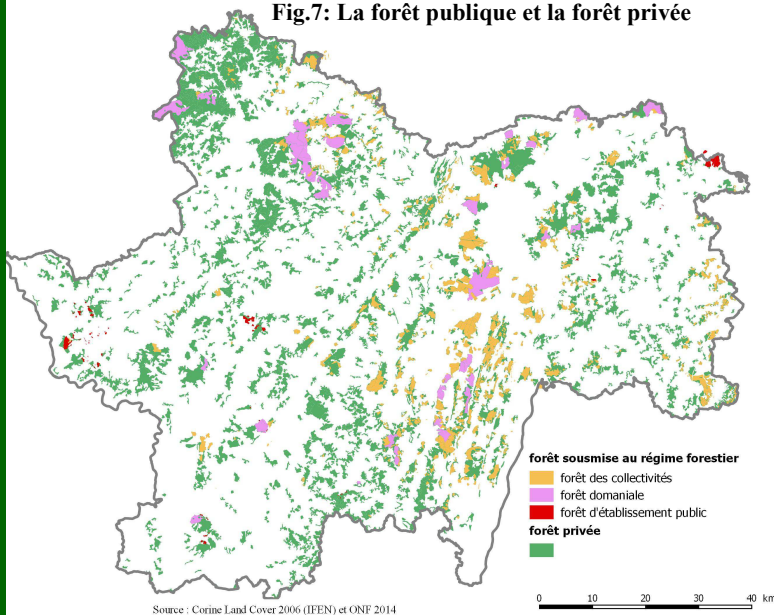 Fig.7: La forêt publique et la forêt privée
forêt sousmise au régime forestier
forêt des collectivités
forêt domaniale
forêt d'établissement public
forêt privée
0 10 20 30 40 km
Source : Corine Land Cover 2006 (IFEN) et ONF 2014